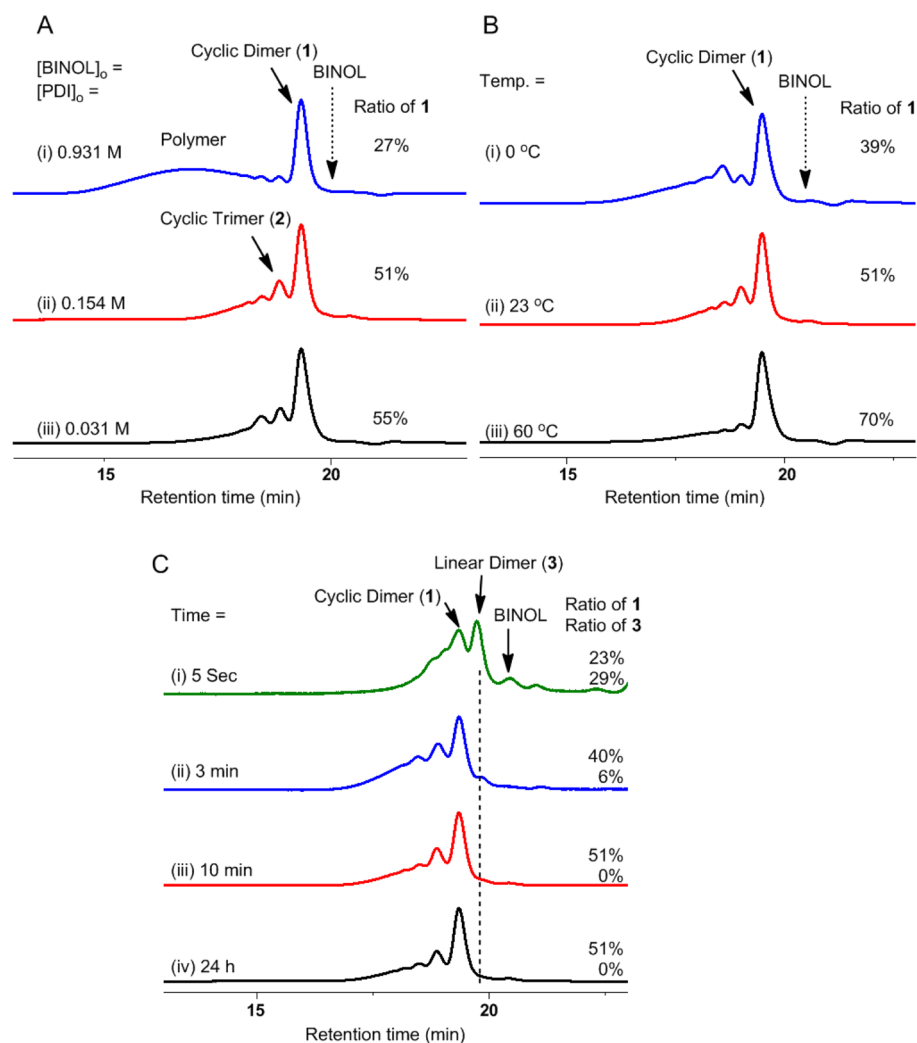 A
[BINOL]o =
[PDI]o =
Cyclic Dimer (1)
BINOL
Ratio of 1
Polymer
(i) 0.931 M
27%
Cyclic Trimer (2)
(ii) 0.154 M
51%
(iii) 0.031 M
55%
15
20
Retention time (min)
B
Temp. =
Cyclic Dimer (1)
BINOL
Ratio of 1
(i) 0 °C
39%
(ii) 23 °C
51%
(iii) 60 °C
70%
15
20
Retention time (min)
C
Time =
Linear Dimer (3)
Cyclic Dimer (1)
BINOL
Ratio of 1
Ratio of 3
(i) 5 Sec
23%
29%
(ii) 3 min
40%
6%
(iii) 10 min
51%
0%
(iv) 24 h
51%
0%
15
20
Retention time (min)